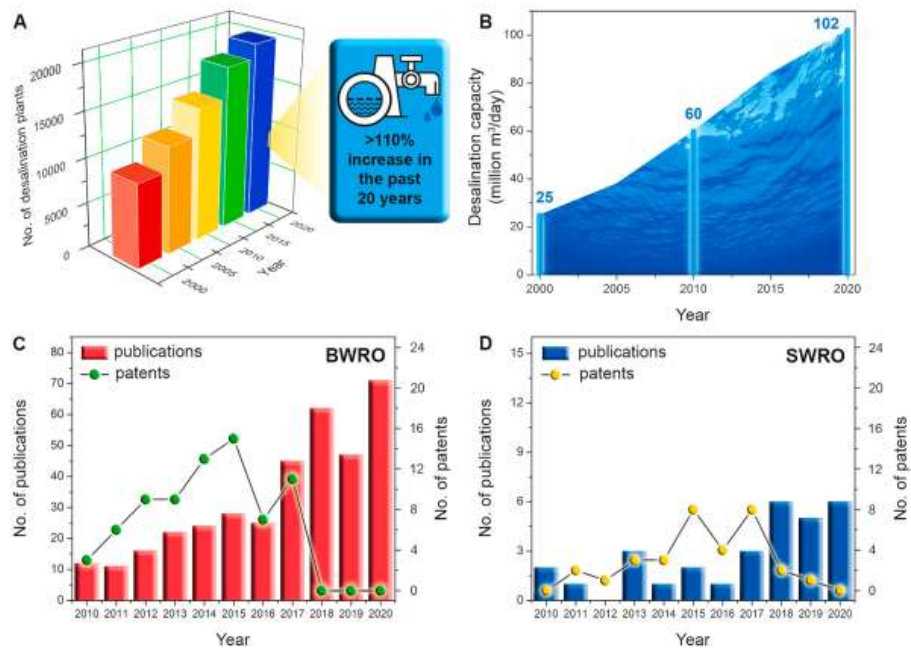 A
No. of desalination plants
20000
15000
10000
5000
0
2000
2005
2010
2015
2020
Year
>110%
increase in
the past
20 years
B
Desalination capacity
(million m³/day)
100
80
60
40
20
0
25
60
102
2000 2005 2010 2015 2020
Year
C
publications
patents
BWRO
No. of publications
80
70
60
50
40
30
20
10
0
No. of patents
24
20
16
12
8
4
0
2010 2011 2012 2013 2014 2015 2016 2017 2018 2019 2020
Year
D
publications
patents
SWRO
No. of publications
15
12
9
6
3
0
No. of patents
24
20
16
12
8
4
0
2010 2011 2012 2013 2014 2015 2016 2017 2018 2019 2020
Year